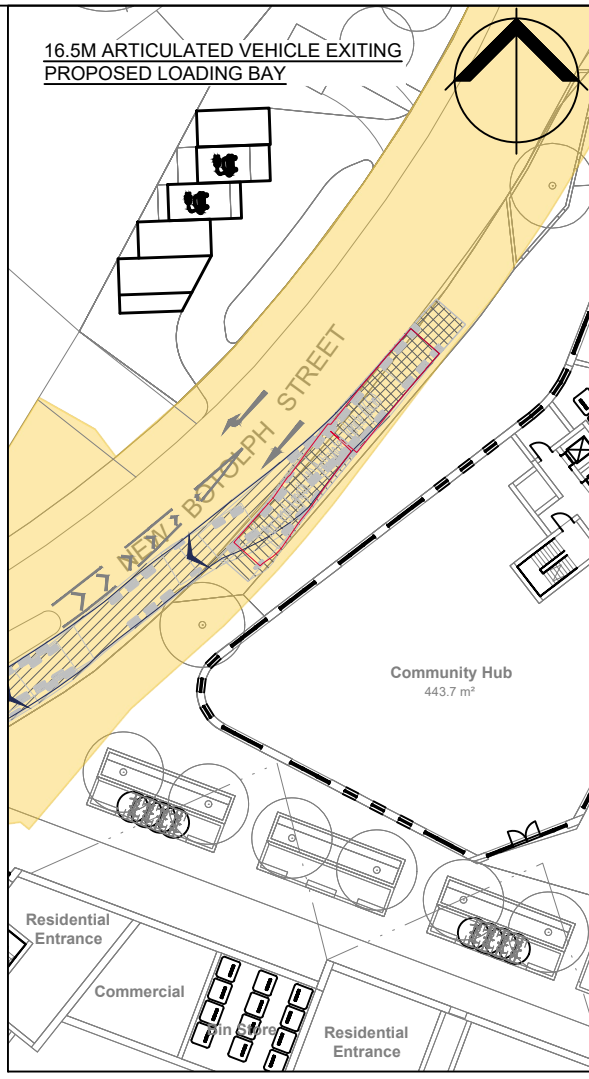 16.5M ARTICULATED VEHICLE EXITING
PROPOSED LOADING BAY
NEW BOTOLPH STREET
Community Hub
443.7 m²
Residential
Entrance
Commercial
Bin Store
Residential
Entrance